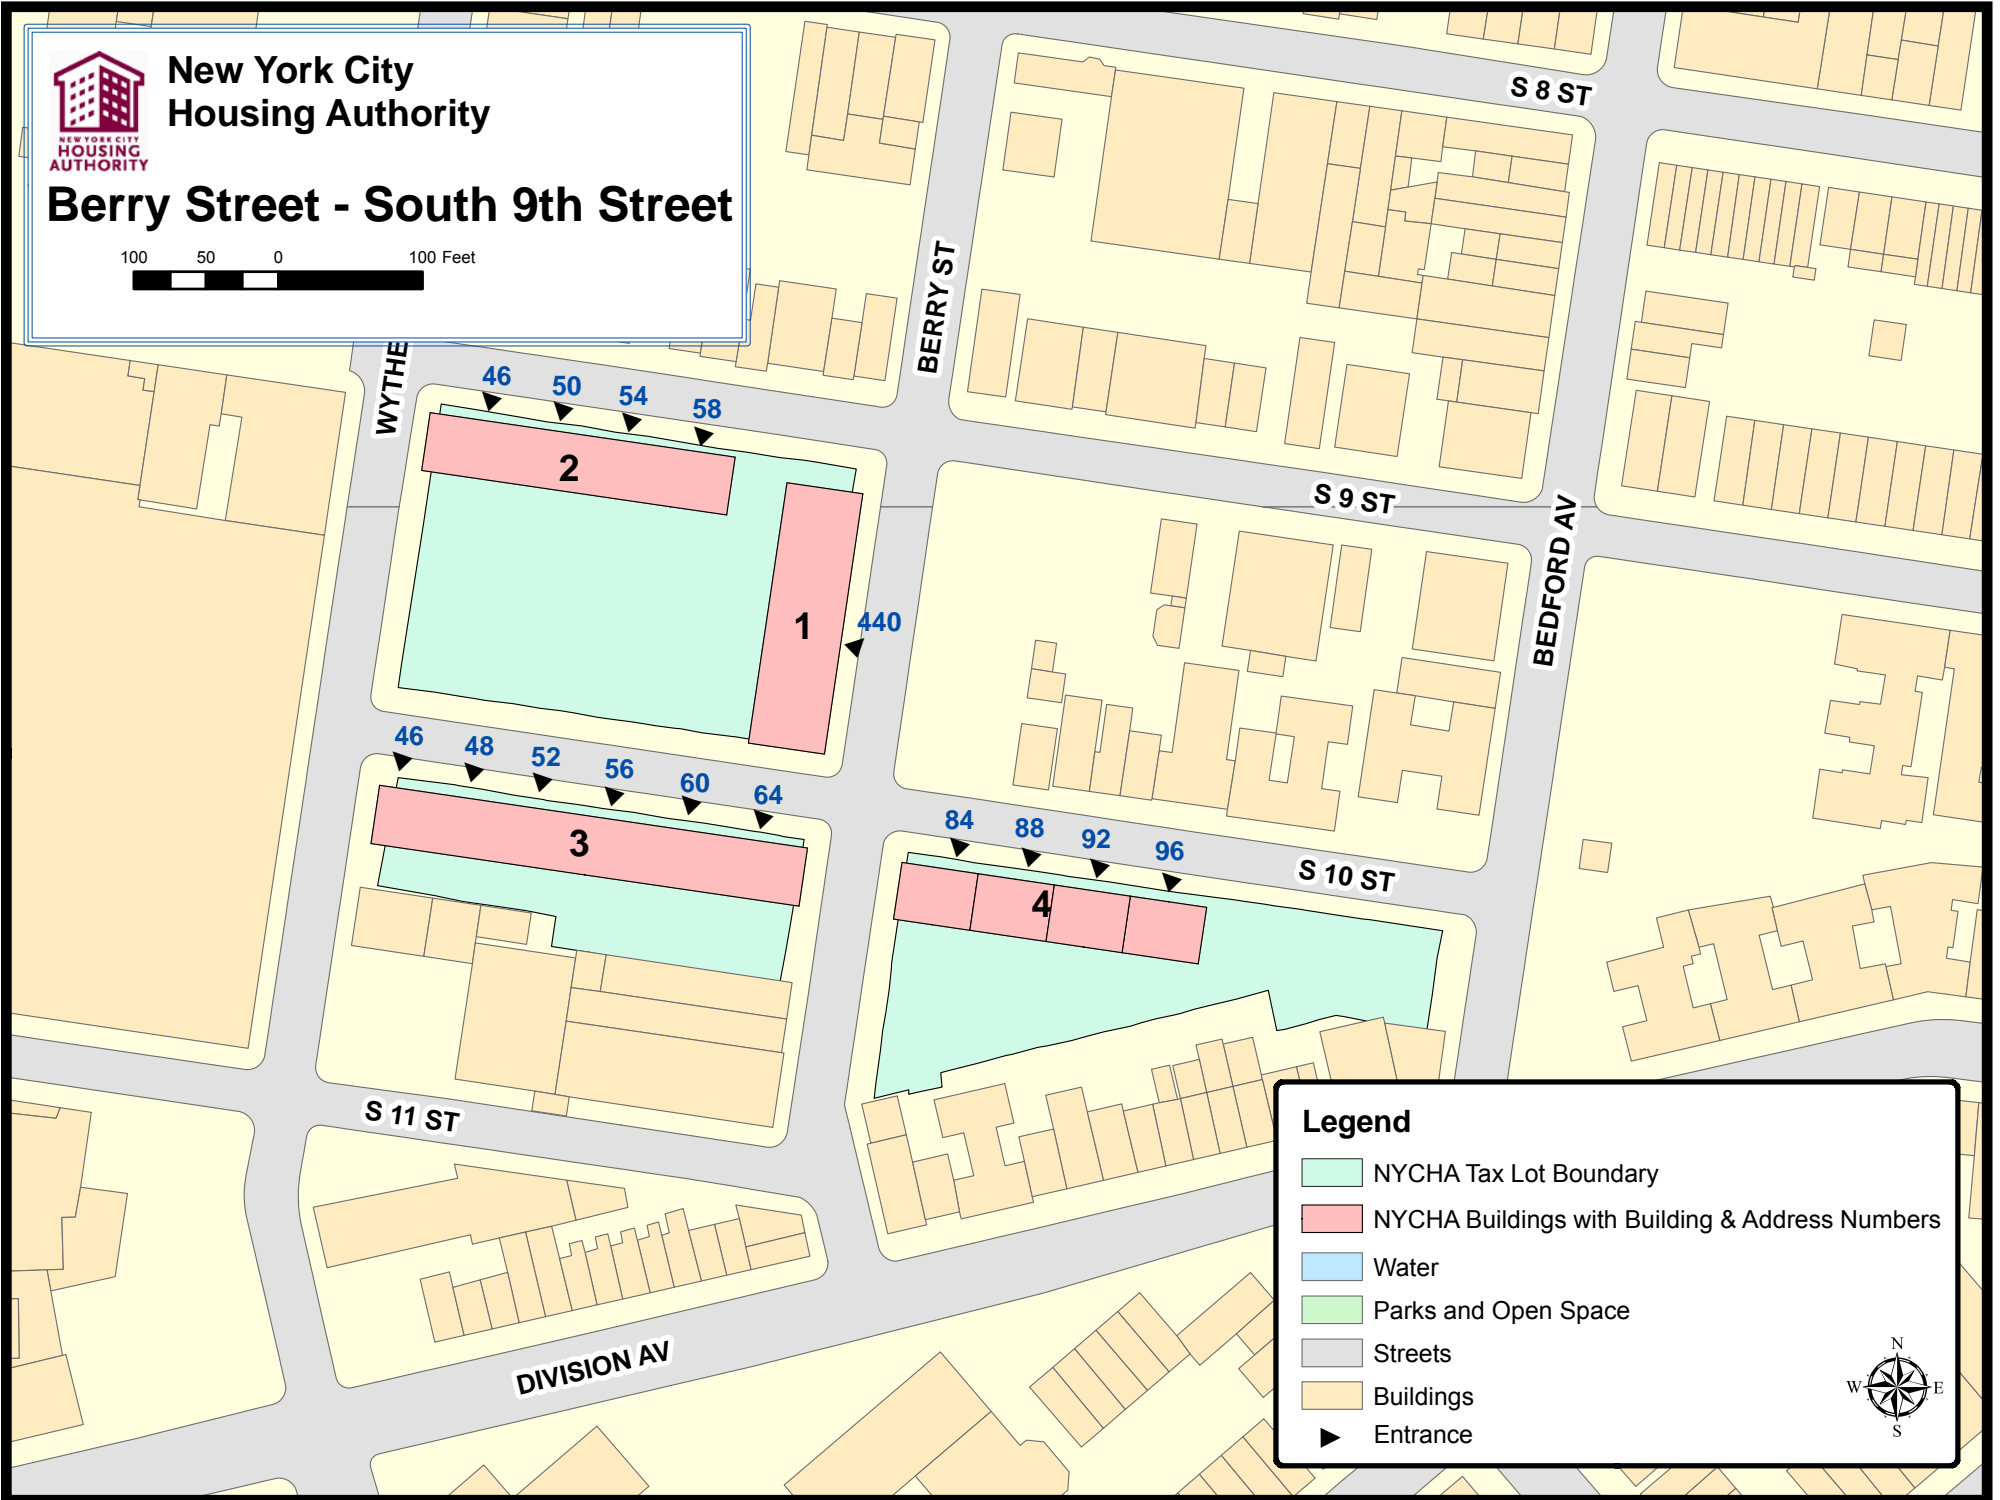 New York City
Housing Authority
NEW YORK CITY
HOUSING
AUTHORITY
Berry Street - South 9th Street
100 50 0 100 Feet
S 8 ST
BERRY ST
WYTHE
46 50 54 58
2
S 9 ST
BEDFORD AV
1
440
46 48 52 56 60 64
3
84 88 92 96
4
S 10 ST
S 11 ST
DIVISION AV
Legend
NYCHA Tax Lot Boundary
NYCHA Buildings with Building & Address Numbers
Water
Parks and Open Space
Streets
Buildings
Entrance
N
W E
S